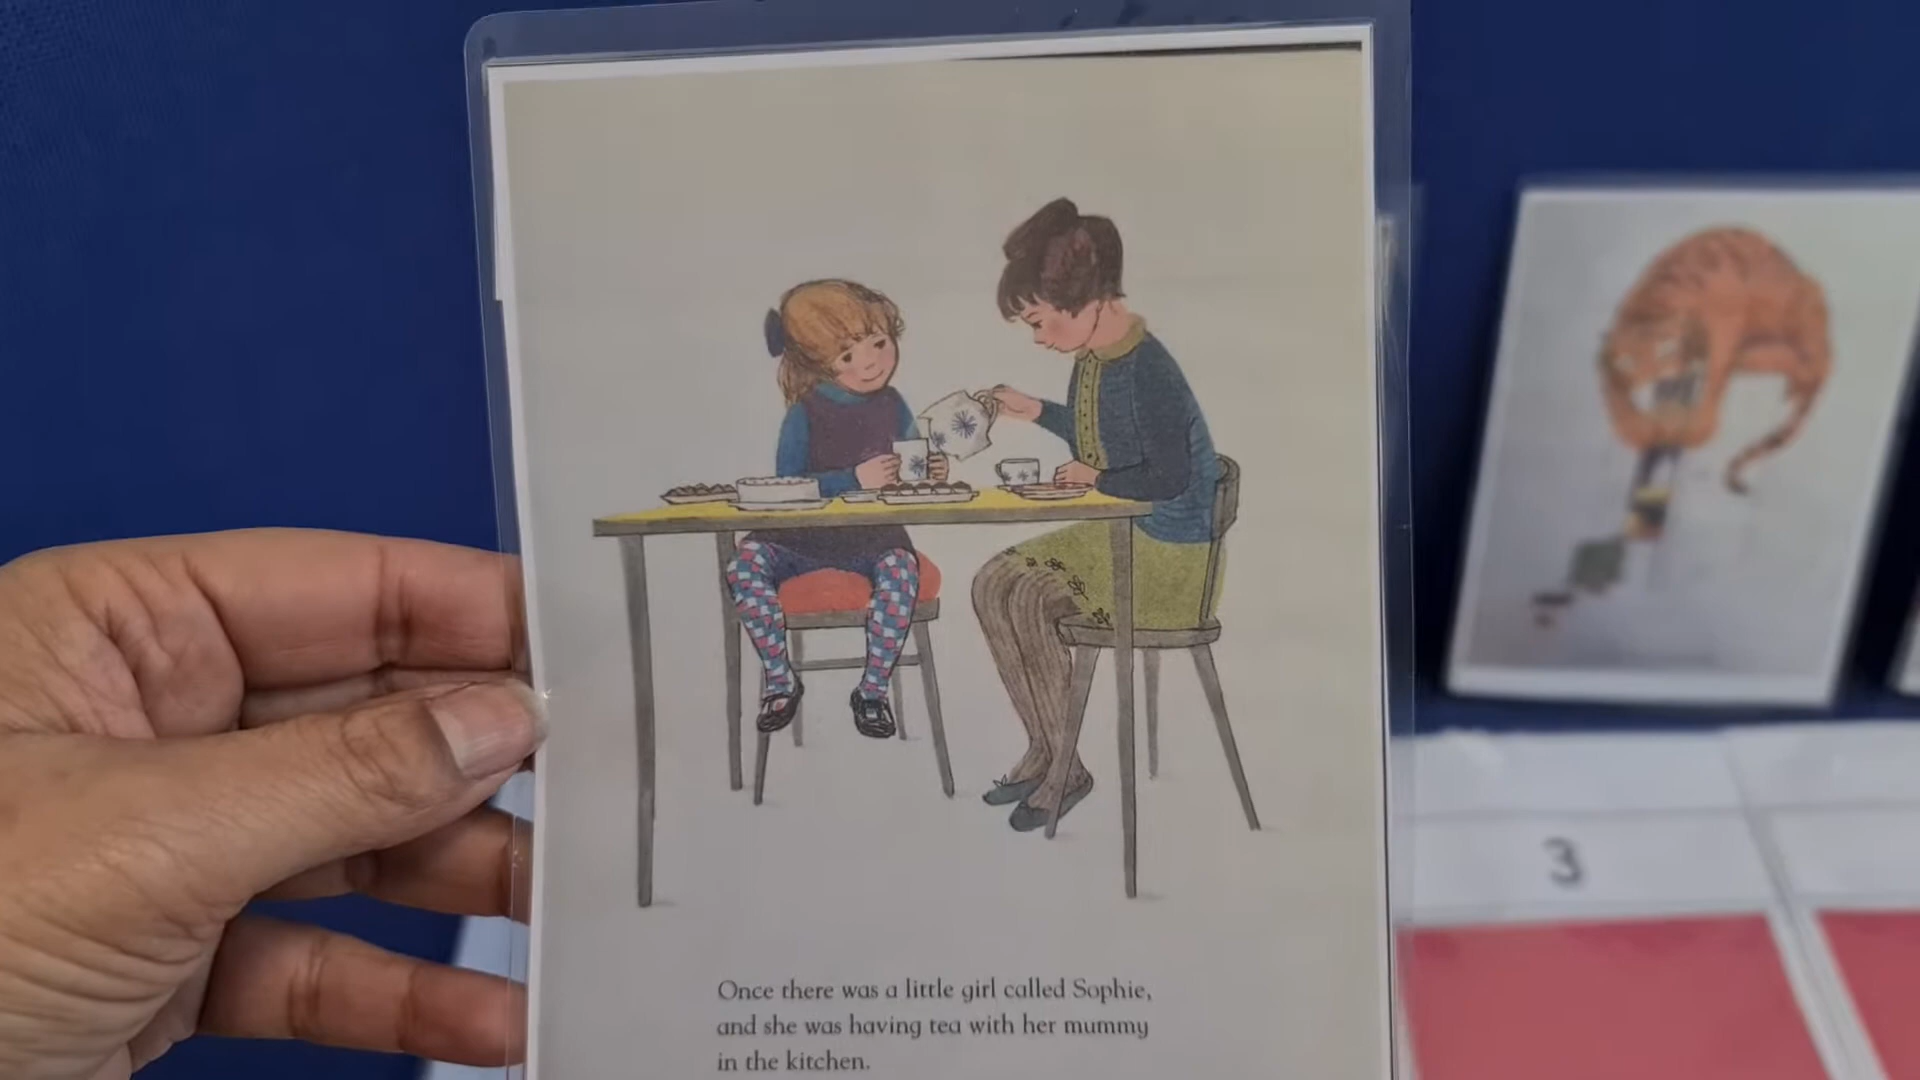 Once there was a little girl called Sophie,
and she was having tea with her mummy
in the kitchen.
3